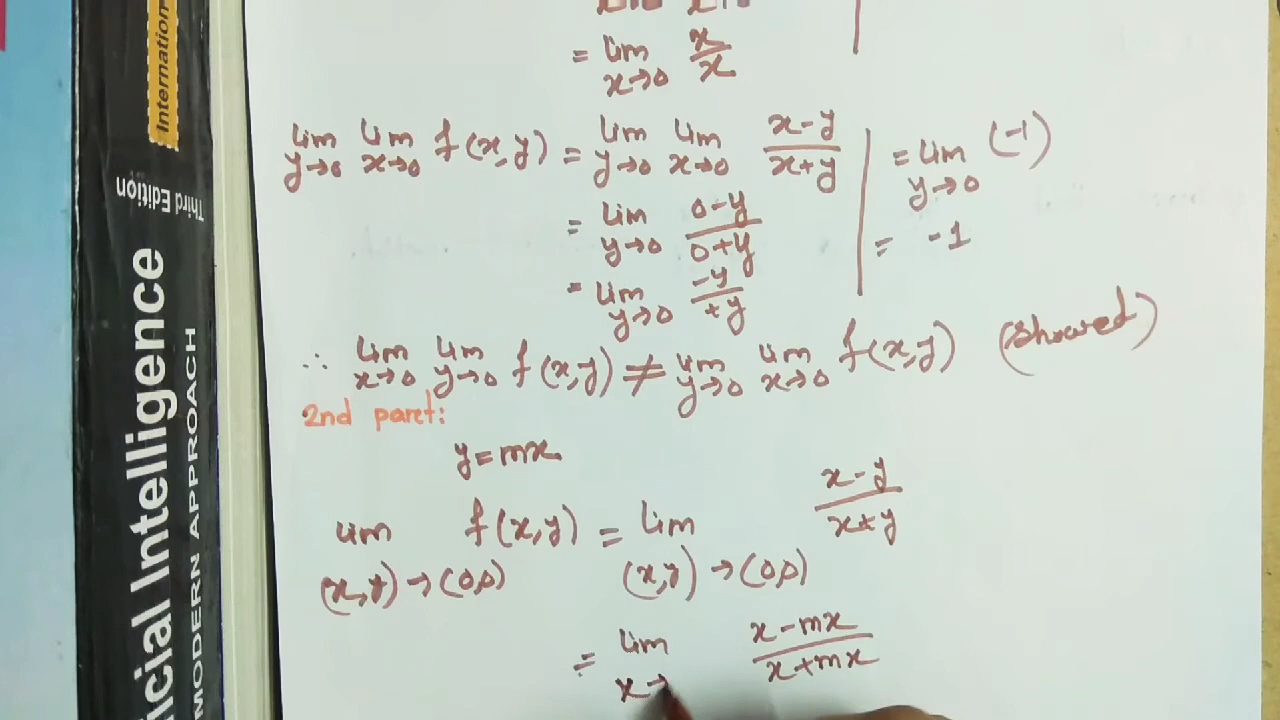 = lim x→0 x/x
lim y→0 lim x→0 f(x,y) = lim y→0 lim x→0 x-y/x+y
= lim y→0 0-y/0+y
= lim y→0 -y/+y
= lim y→0 (-1)
= -1
∴ lim x→0 lim y→0 f(x,y) ≠ lim y→0 lim x→0 f(x,y) (showed)
2nd part:
y=mx
lim (x,y)→(0,0) f(x,y) = lim (x,y)→(0,0) x-y/x+y
= lim x→ x-mx/x+mx
icial Intelligence
MODERN APPROACH
Third Edition
International